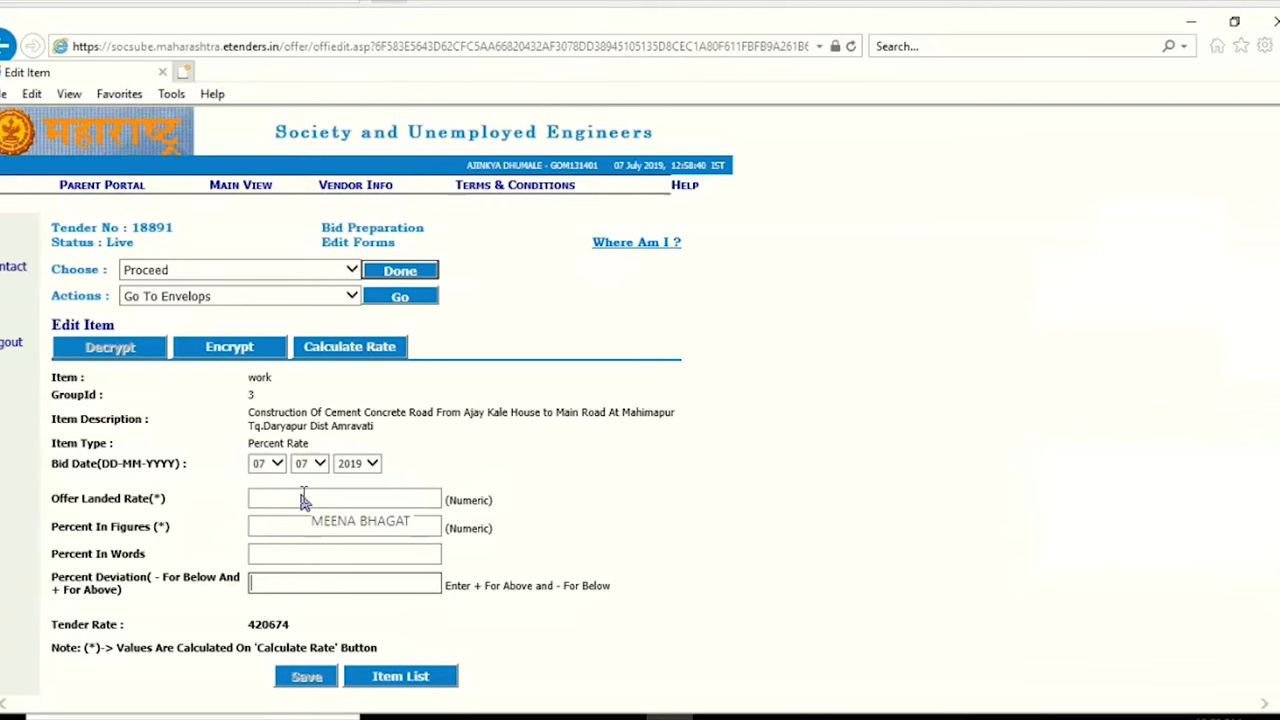 https://socsube.maharashtra.etenders.in/offer/offiedit.asp?6F583E5643D62CFC5AA66820432AF3078DD38945105135D8CEC1A80F611FBFB9A261B6
Search...
Edit Item
Edit View Favorites Tools Help
महाराष्ट्र
Society and Unemployed Engineers
AJINKYA DHUMALE - GOM131401 07 July 2019, 12:58:40 IST
PARENT PORTAL MAIN VIEW VENDOR INFO TERMS & CONDITIONS HELP
Tender No : 18891 Bid Preparation
Status : Live Edit Forms Where Am I ?
ntact Choose : Proceed Done
Actions : Go To Envelops Go
Edit Item
gout Decrypt Encrypt Calculate Rate
Item : work
GroupId : 3
Item Description : Construction Of Cement Concrete Road From Ajay Kale House to Main Road At Mahimapur
Tq.Daryapur Dist Amravati
Item Type : Percent Rate
Bid Date(DD-MM-YYYY) : 07 07 2019
Offer Landed Rate(*) (Numeric)
MEENA BHAGAT
Percent In Figures (*) (Numeric)
Percent In Words
Percent Deviation( - For Below And
+ For Above) Enter + For Above and - For Below
Tender Rate : 420674
Note: (*)-> Values Are Calculated On 'Calculate Rate' Button
Save Item List